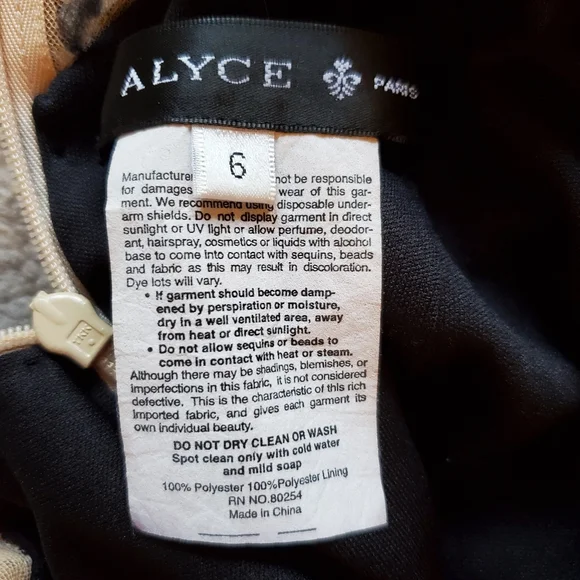 ALYCE PARIS
6
Manufacturer not be responsible
for damages wear of this gar-
ment. We recommend using disposable under-
arm shields. Do not display garment in direct
sunlight or UV light or allow perfume, deodor-
ant, hairspray, cosmetics or liquids with alcohol
base to come into contact with sequins, beads
and fabric as this may result in discoloration.
Dye lots will vary.
• If garment should become damp-
ened by perspiration or moisture,
dry in a well ventilated area, away
from heat or direct sunlight.
• Do not allow sequins or beads to
come in contact with heat or steam.
Although there may be shadings, blemishes, or
imperfections in this fabric, it is not considered
defective. This is the characteristic of this rich
imported fabric, and gives each garment its
own individual beauty.
DO NOT DRY CLEAN OR WASH
Spot clean only with cold water
and mild soap
100% Polyester 100%Polyester Lining
RN NO.80254
Made in China